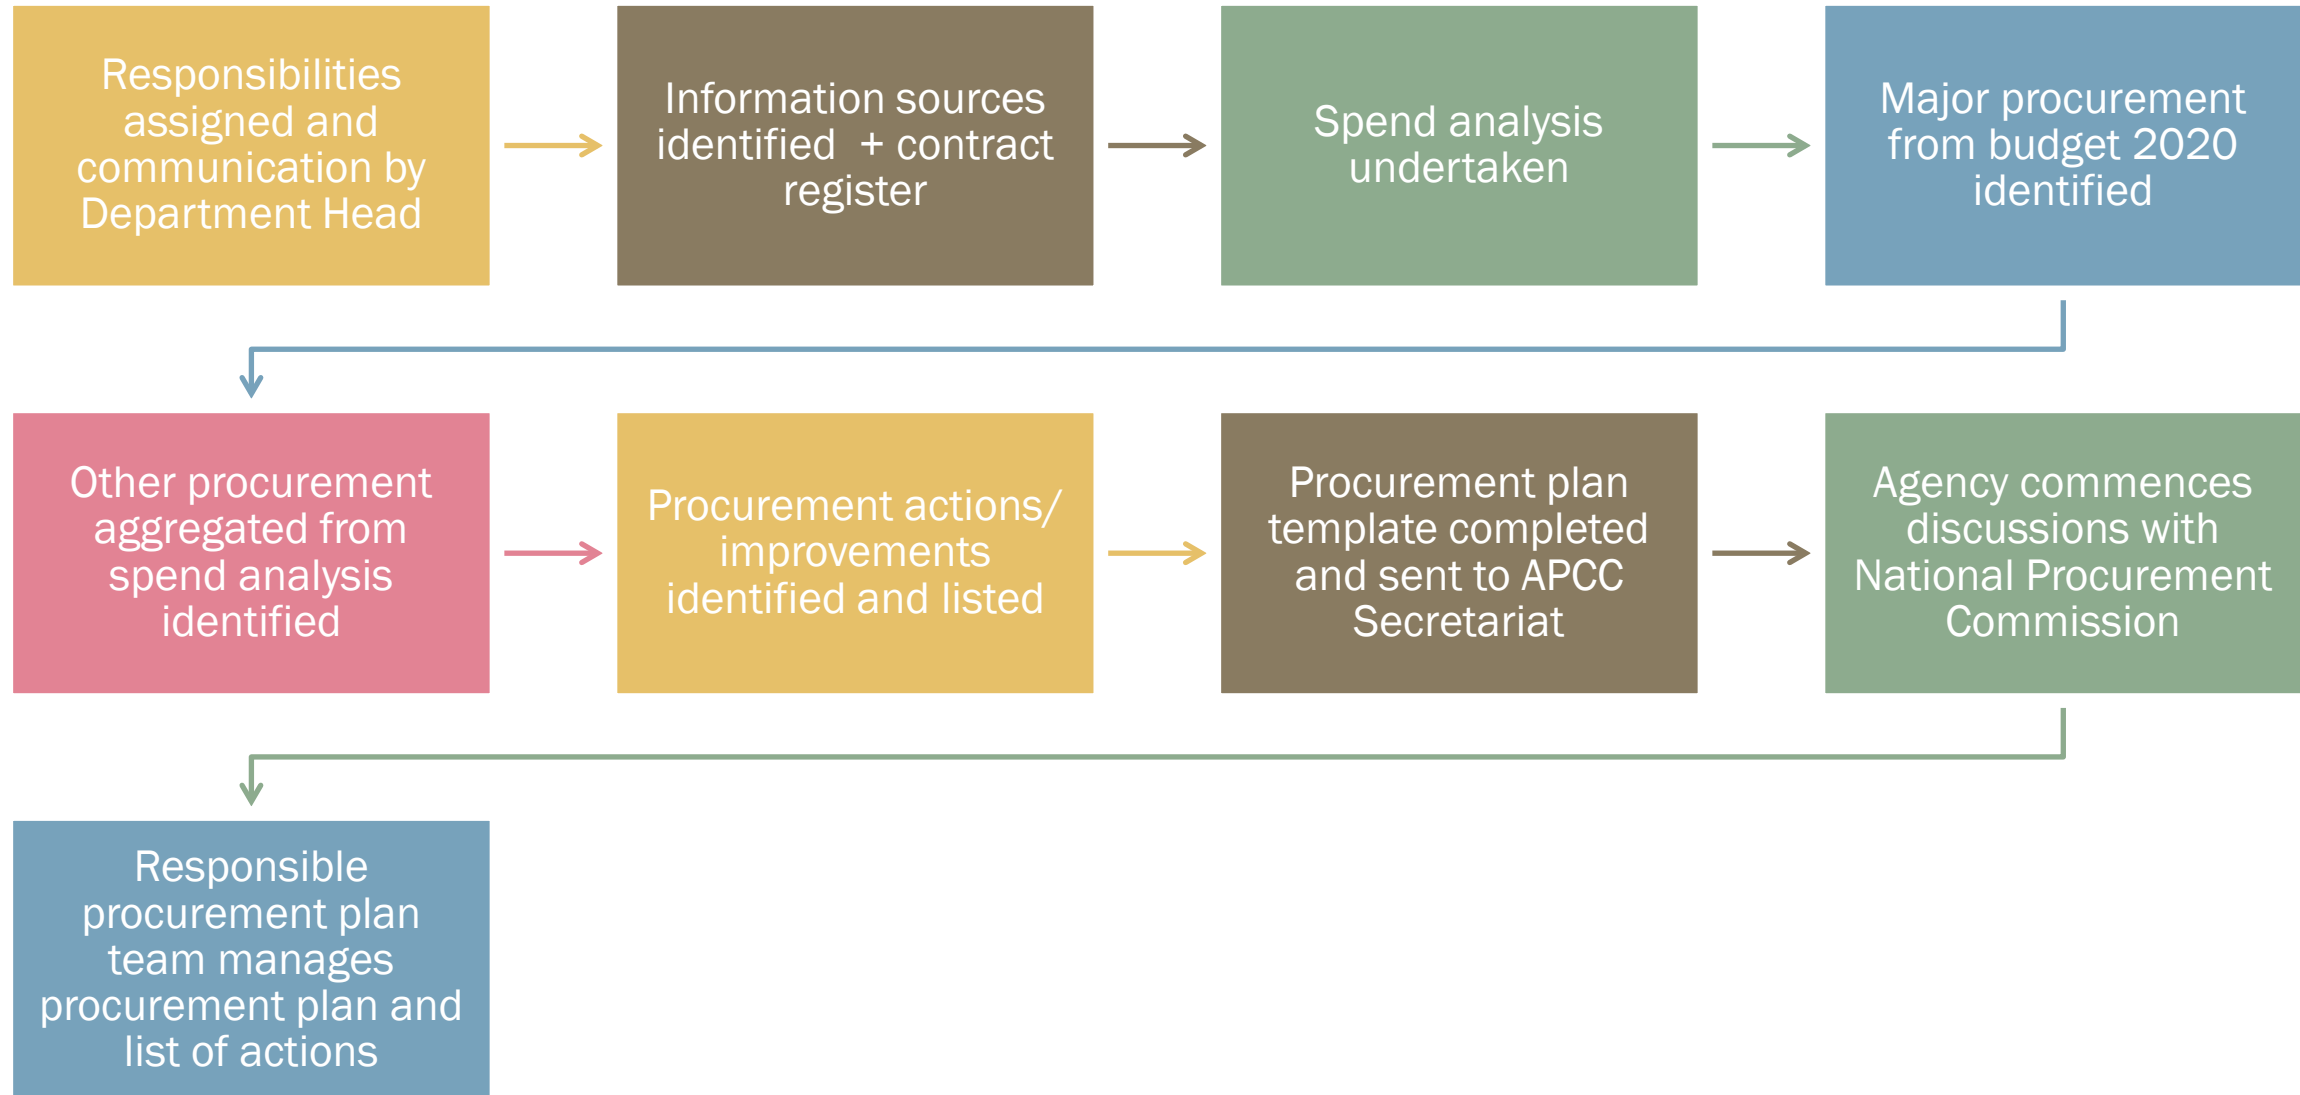 Responsibilities
assigned and
communication by
Department Head
Information sources
identified + contract
register
Spend analysis
undertaken
Major procurement
from budget 2020
identified
Other procurement
aggregated from
spend analysis
identified
Procurement actions/
improvements
identified and listed
Procurement plan
template completed
and sent to APCC
Secretariat
Agency commences
discussions with
National Procurement
Commission
Responsible
procurement plan
team manages
procurement plan and
list of actions